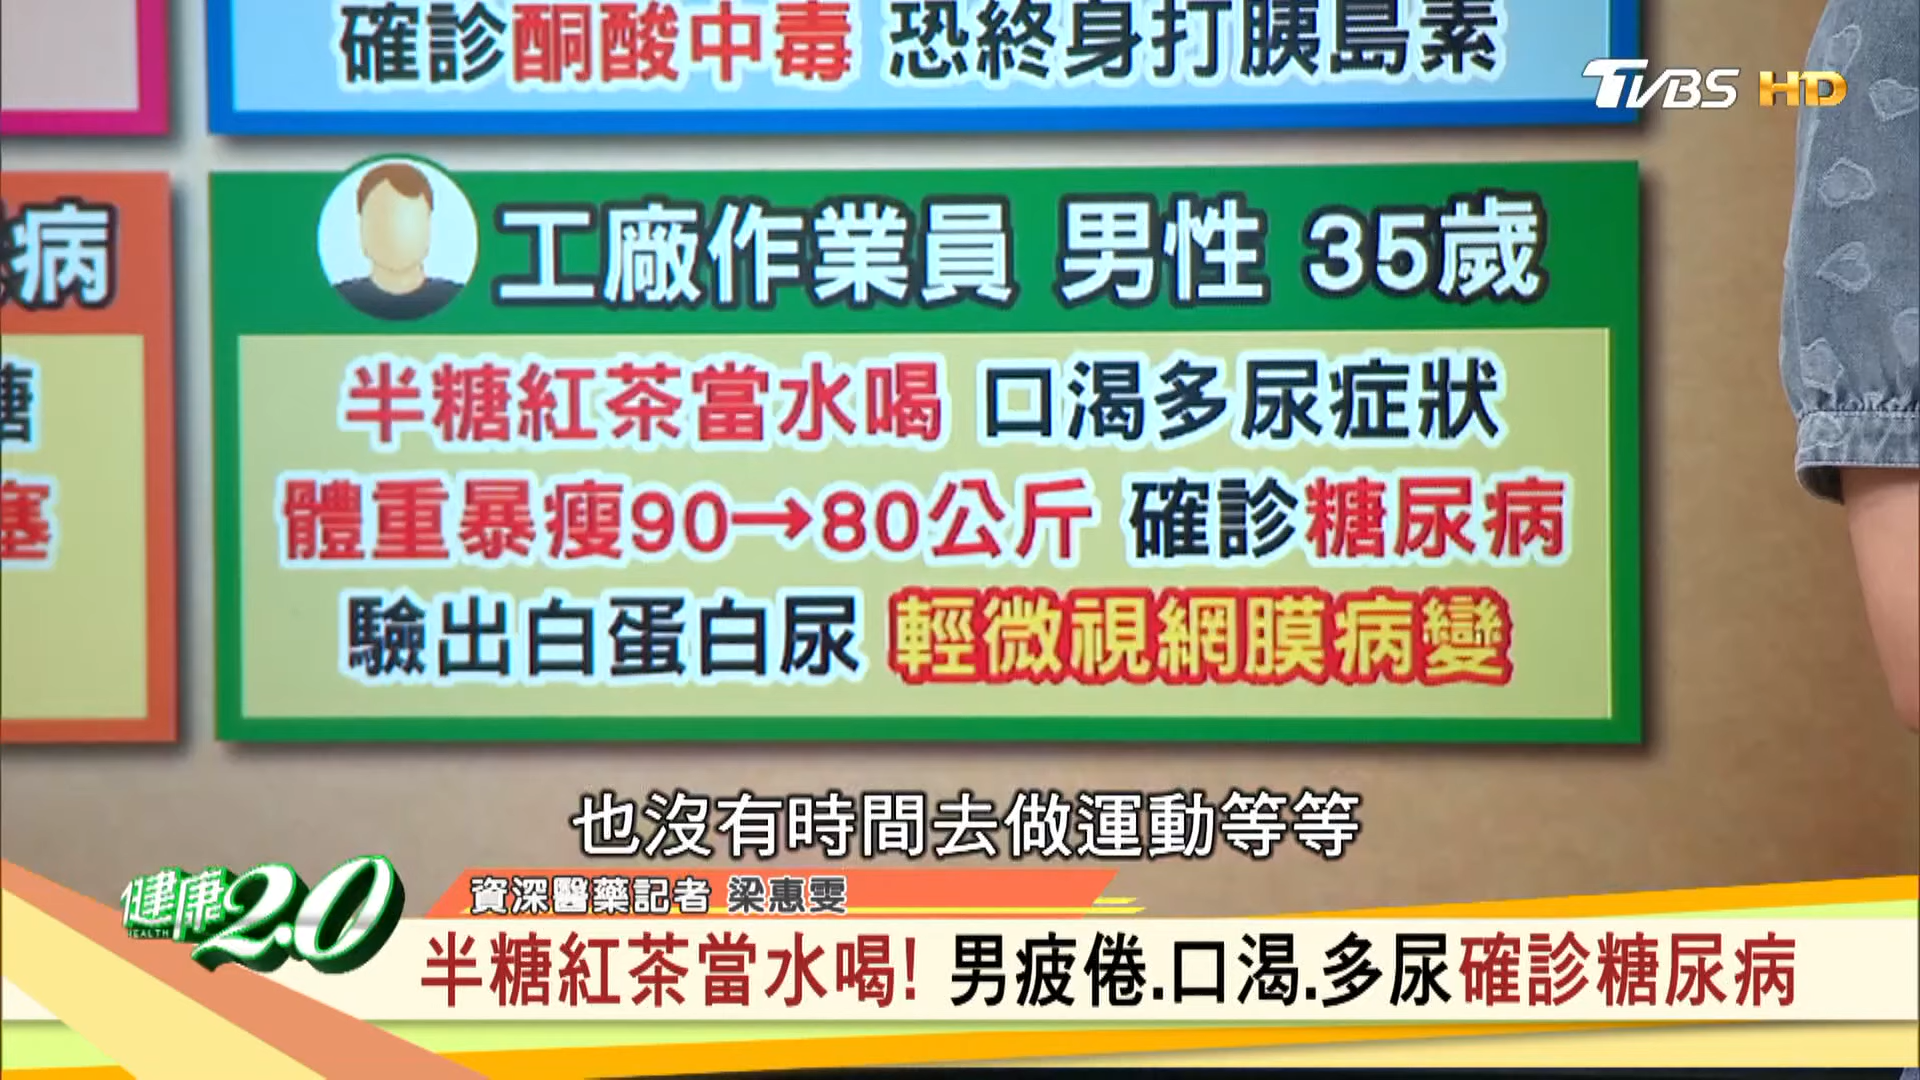 確診酮酸中毒 恐終身打胰島素
TVBS HD
病
工廠作業員 男性 35歲
糖
半糖紅茶當水喝 口渴多尿症狀
塞
體重暴瘦90→80公斤 確診糖尿病
驗出白蛋白尿 輕微視網膜病變
也沒有時間去做運動等等
健康2.0
HEALTH
資深醫藥記者 梁惠雯
半糖紅茶當水喝! 男疲倦.口渴.多尿確診糖尿病